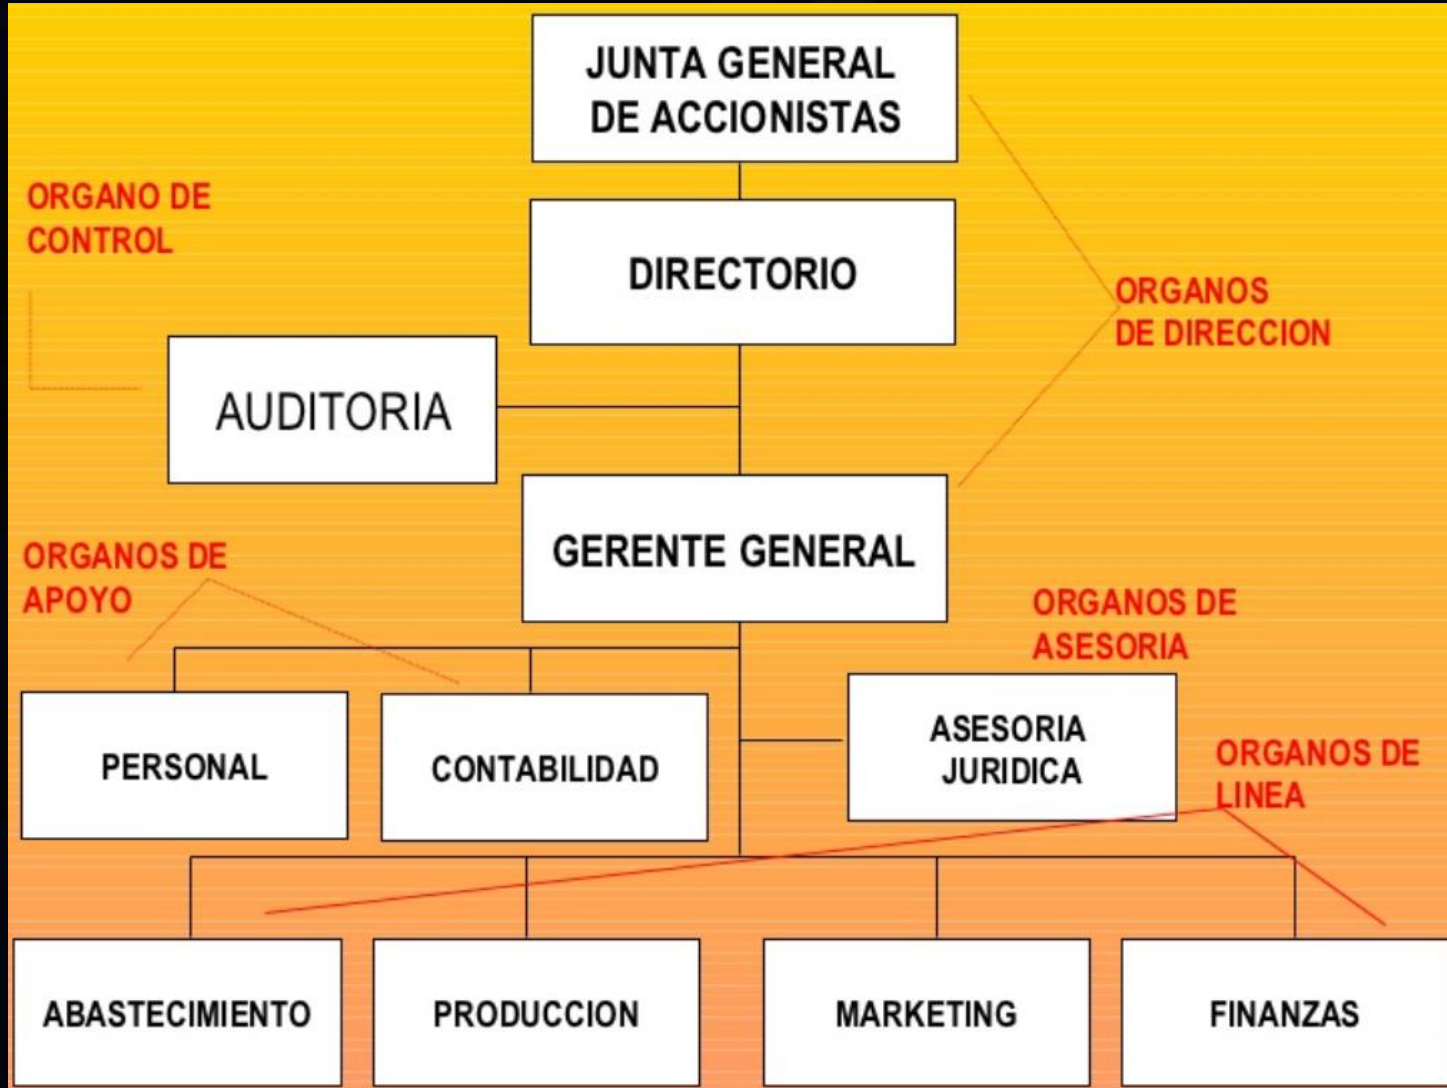 JUNTA GENERAL
DE ACCIONISTAS
ORGANO DE
CONTROL
DIRECTORIO
ORGANOS
DE DIRECCION
AUDITORIA
GERENTE GENERAL
ORGANOS DE
APOYO
ORGANOS DE
ASESORIA
PERSONAL
CONTABILIDAD
ASESORIA
JURIDICA
ORGANOS DE
LINEA
ABASTECIMIENTO
PRODUCCION
MARKETING
FINANZAS